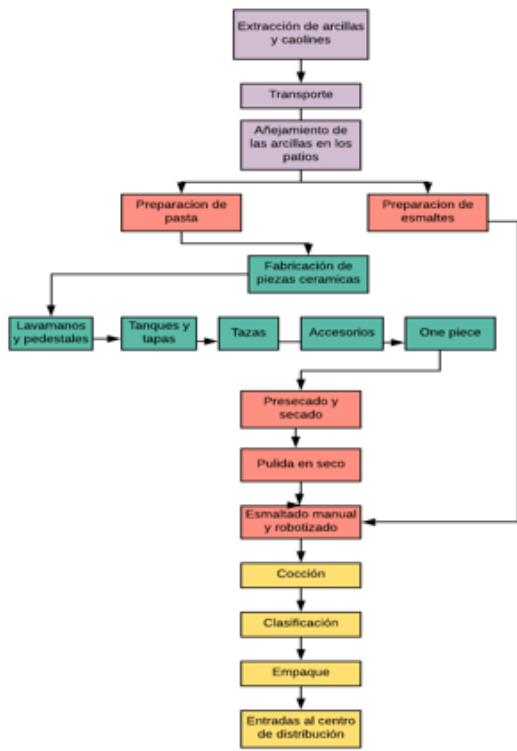 Extracción de arcillas
y caolines
Transporte
Añejamiento de
las arcillas en los
patios
Preparacion de
pasta
Preparacion de
esmaltes
Fabricación de
piezas ceramicas
Lavamanos
y pedestales
Tanques y
tapas
Tazas
Accesorios
One piece
Presecado y
secado
Pulida en seco
Esmaltado manual
y robotizado
Cocción
Clasificación
Empaque
Entradas al centro
de distribución